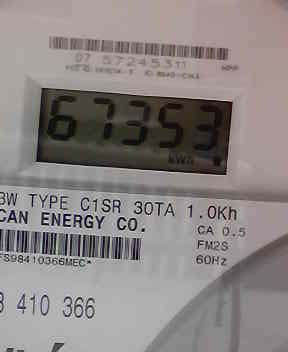 07 57245311
67353
KWH
3W TYPE C1SR 30TA 1.0Kh
CAN ENERGY CO.
CA 0.5
FM2S
60Hz
FS98410366MEC*
8 410 366